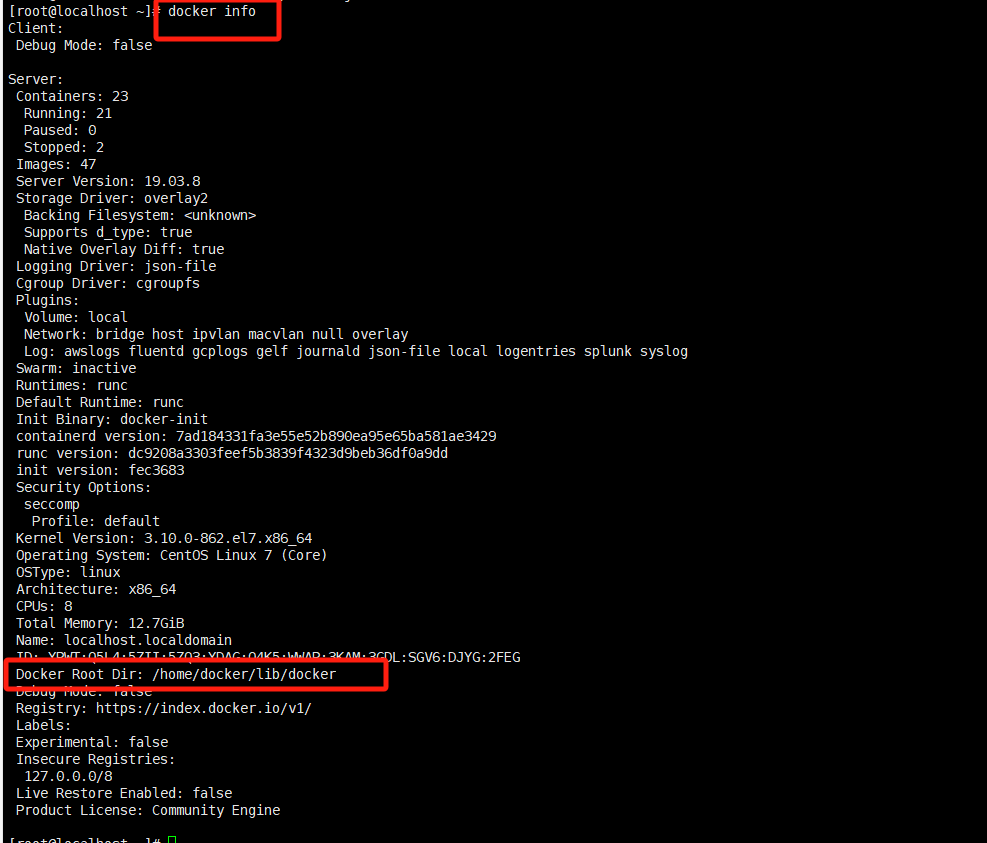 [root@localhost ~]# docker info
Client:
Debug Mode: false
Server:
Containers: 23
Running: 21
Paused: 0
Stopped: 2
Images: 47
Server Version: 19.03.8
Storage Driver: overlay2
Backing Filesystem: <unknown>
Supports d_type: true
Native Overlay Diff: true
Logging Driver: json-file
Cgroup Driver: cgroupfs
Plugins:
Volume: local
Network: bridge host ipvlan macvlan null overlay
Log: awslogs fluentd gcplogs gelf journald json-file local logentries splunk syslog
Swarm: inactive
Runtimes: runc
Default Runtime: runc
Init Binary: docker-init
containerd version: 7ad184331fa3e55e52b890ea95e65ba581ae3429
runc version: dc9208a3303feef5b3839f4323d9beb36df0a9dd
init version: fec3683
Security Options:
seccomp
Profile: default
Kernel Version: 3.10.0-862.el7.x86_64
Operating System: CentOS Linux 7 (Core)
OSType: linux
Architecture: x86_64
CPUs: 8
Total Memory: 12.7GiB
Name: localhost.localdomain
ID:
Docker Root Dir: /home/docker/lib/docker
Debug Mode: false
Registry: https://index.docker.io/v1/
Labels:
Experimental: false
Insecure Registries:
127.0.0.0/8
Live Restore Enabled: false
Product License: Community Engine
[root@localhost ~]#